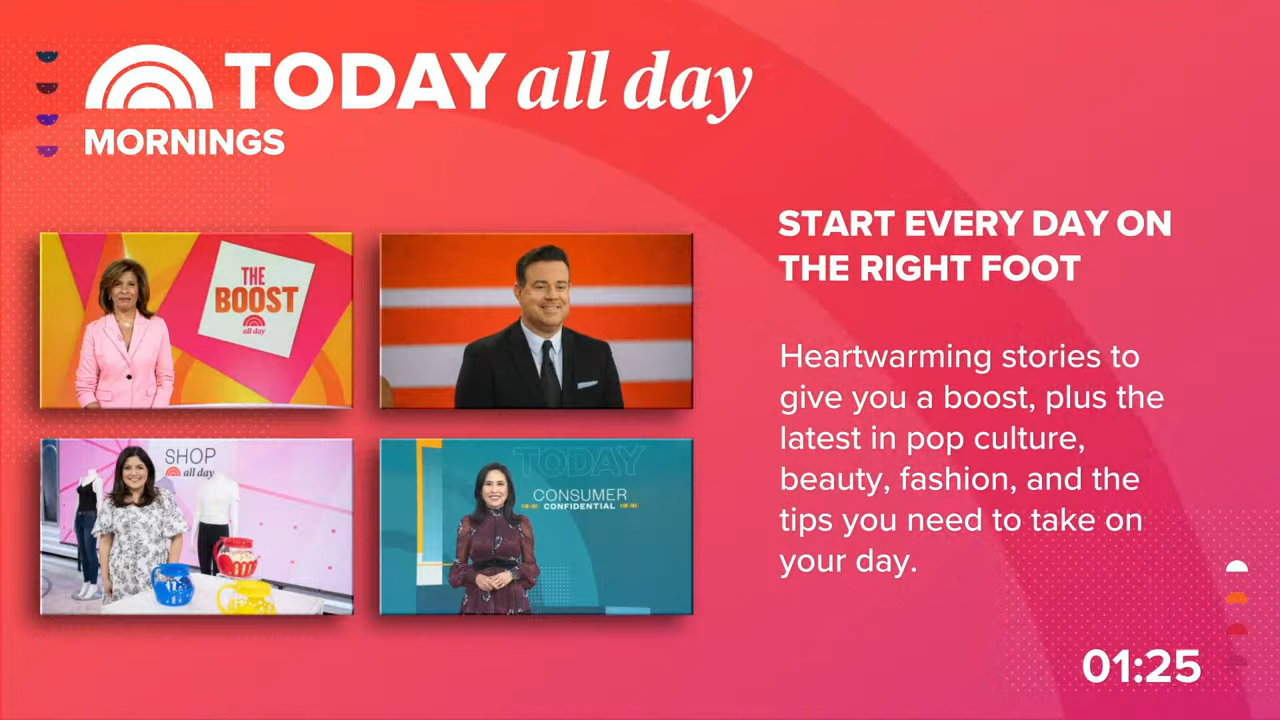 TODAY all day
MORNINGS
START EVERY DAY ON
THE RIGHT FOOT
THE
BOOST
all day
SHOP
all day
TODAY
CONSUMER
CONFIDENTIAL
Heartwarming stories to
give you a boost, plus the
latest in pop culture,
beauty, fashion, and the
tips you need to take on
your day.
01:25